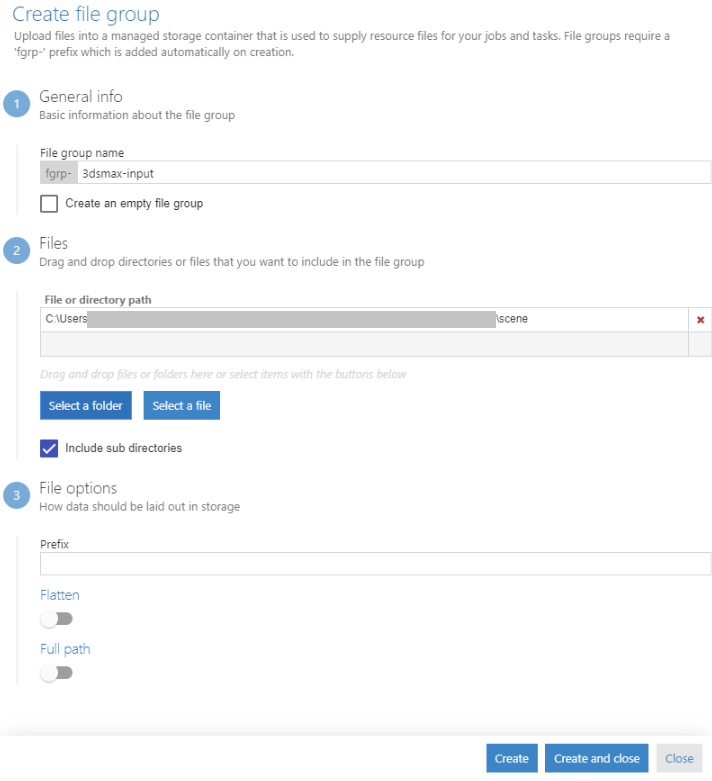 Create file group
Upload files into a managed storage container that is used to supply resource files for your jobs and tasks. File groups require a
'fgrp-' prefix which is added automatically on creation.
1
General info
Basic information about the file group
File group name
fgrp- 3dsmax-input
Create an empty file group
2
Files
Drag and drop directories or files that you want to include in the file group
File or directory path
C:\Users \scene
Drag and drop files or folders here or select items with the buttons below
Select a folder Select a file
Include sub directories
3
File options
How data should be laid out in storage
Prefix
Flatten
Full path
Create Create and close Close